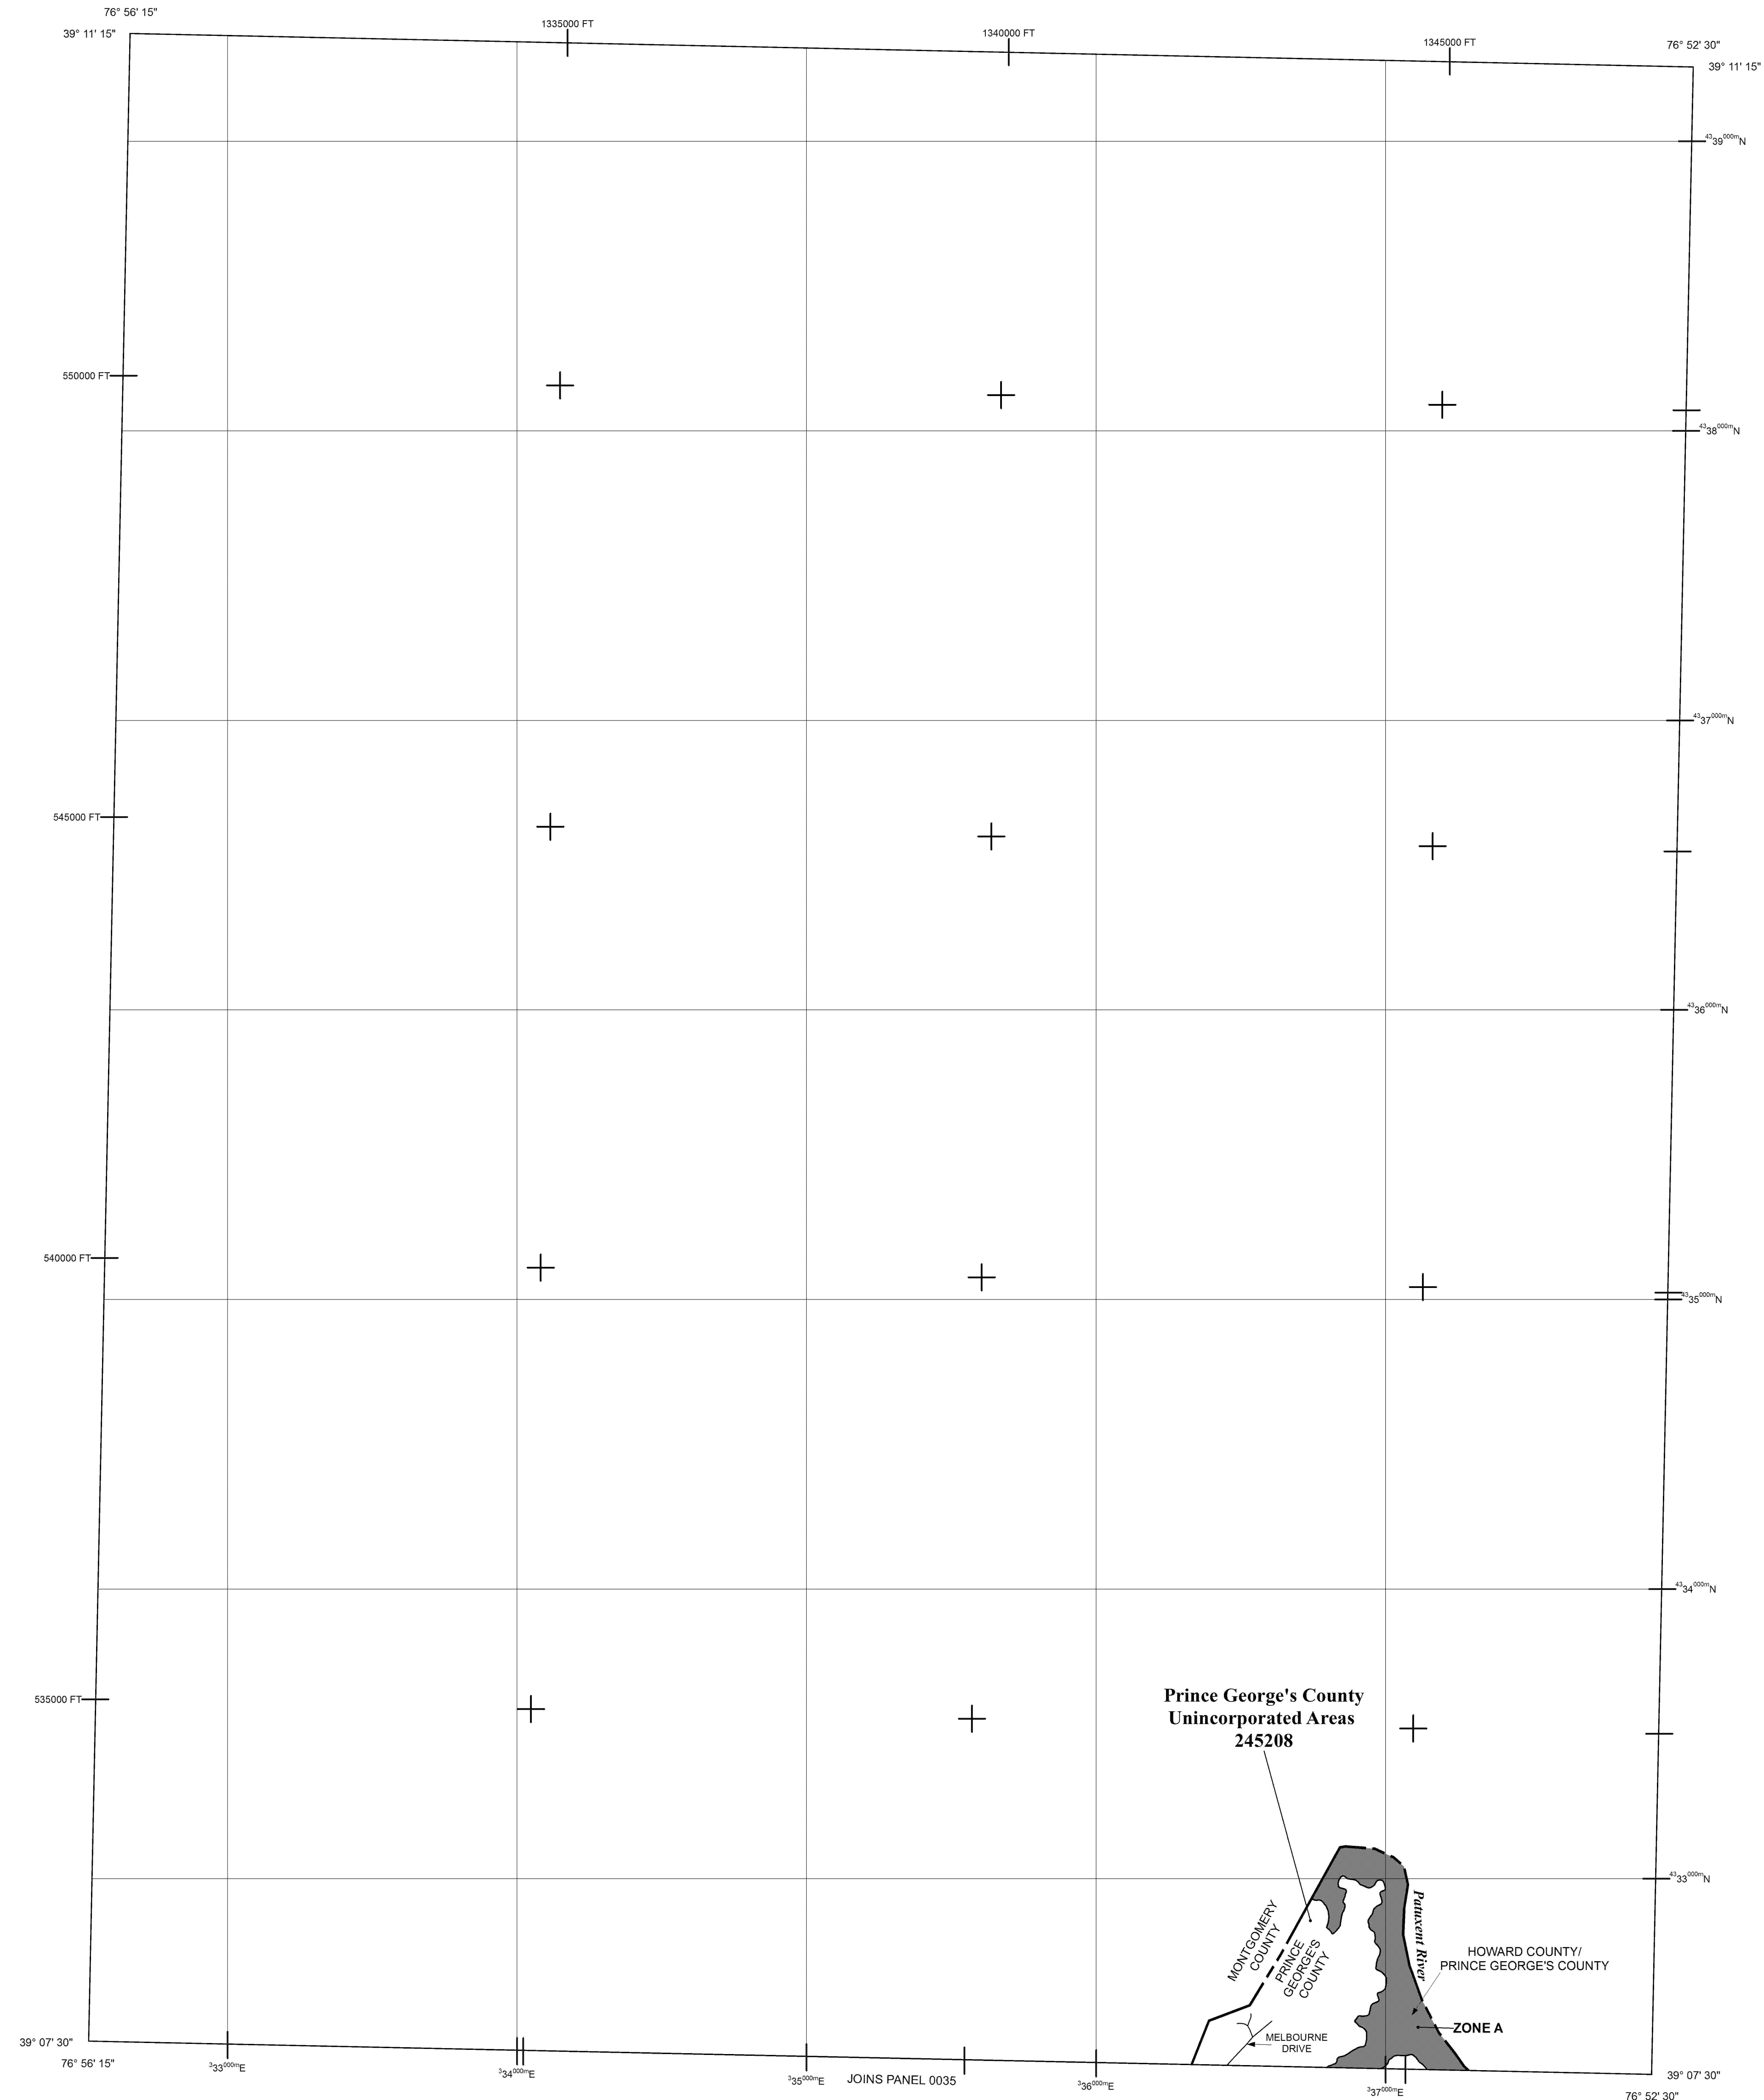 76° 56' 15"
39° 11' 15"
1335000 FT
1340000 FT
1345000 FT
76° 52' 30"
39° 11' 15"
4339000mN
550000 FT
4338000mN
4337000mN
545000 FT
4336000mN
540000 FT
4335000mN
4334000mN
535000 FT
Prince George's County
Unincorporated Areas
245208
4333000mN
MONTGOMERY
COUNTY
PRINCE
GEORGE'S
COUNTY
Patuxent River
HOWARD COUNTY/
PRINCE GEORGE'S COUNTY
ZONE A
MELBOURNE
DRIVE
39° 07' 30"
76° 56' 15"
333000mE
334000mE
335000mE
JOINS PANEL 0035
336000mE
337000mE
39° 07' 30"
76° 52' 30"